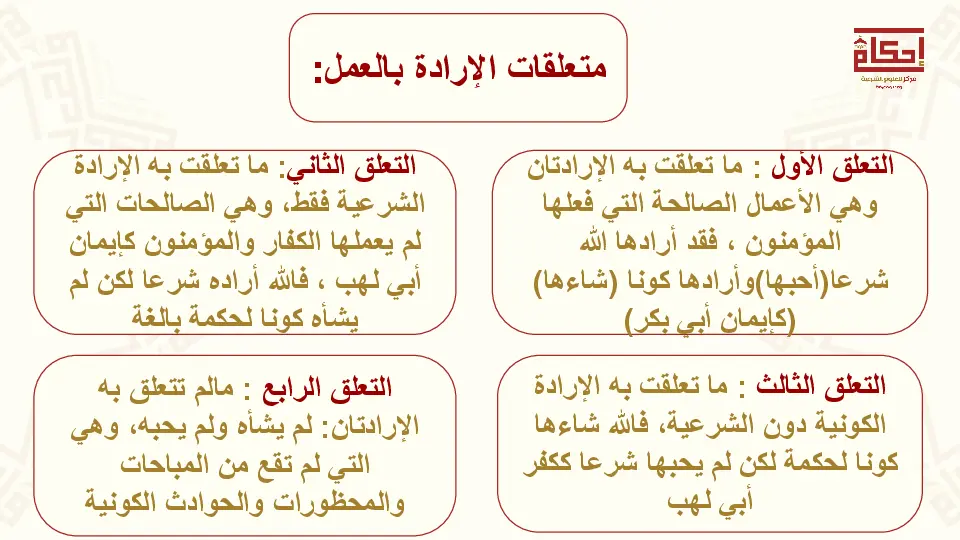 متعلقات الإرادة بالعمل:
إحكام
مركز للعلوم الشرعية
التعلق الأول : ما تعلقت به الإرادتان
وهي الأعمال الصالحة التي فعلها
المؤمنون ، فقد أرادها الله
شرعا(أحبها)وأرادها كونا (شاءها)
(كإيمان أبي بكر)
التعلق الثاني: ما تعلقت به الإرادة
الشرعية فقط، وهي الصالحات التي
لم يعملها الكفار والمؤمنون كإيمان
أبي لهب ، فالله أراده شرعا لكن لم
يشأه كونا لحكمة بالغة
التعلق الثالث : ما تعلقت به الإرادة
الكونية دون الشرعية، فالله شاءها
كونا لحكمة لكن لم يحبها شرعا ككفر
أبي لهب
التعلق الرابع : مالم تتعلق به
الإرادتان: لم يشأه ولم يحبه، وهي
التي لم تقع من المباحات
والمحظورات والحوادث الكونية